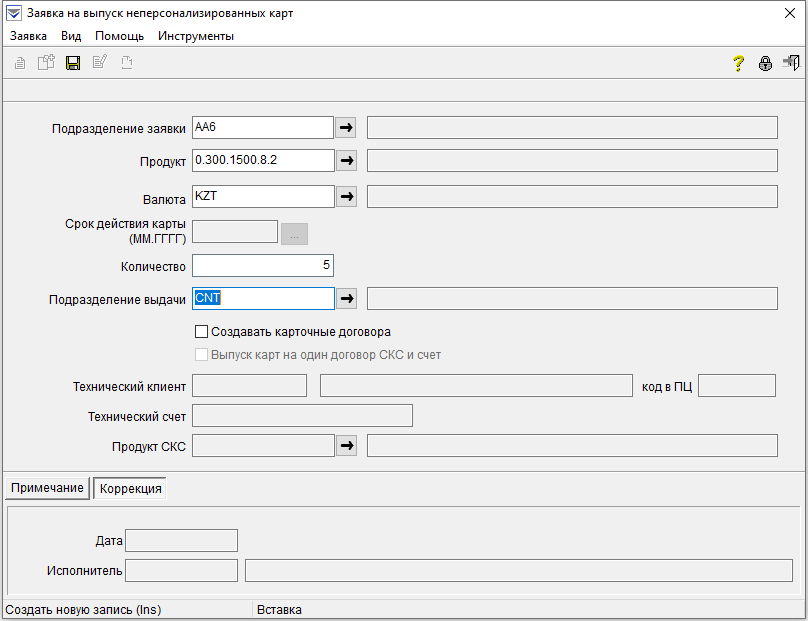 Заявка на выпуск неперсонализированных карт
Заявка Вид Помощь Инструменты
Подразделение заявки AA6
Продукт 0.300.1500.8.2
Валюта KZT
Срок действия карты
(ММ.ГГГГ) ...
Количество 5
Подразделение выдачи CNT
Создавать карточные договора
Выпуск карт на один договор СКС и счет
Технический клиент код в ПЦ
Технический счет
Продукт СКС
Примечание Коррекция
Дата
Исполнитель
Создать новую запись (Ins) Вставка